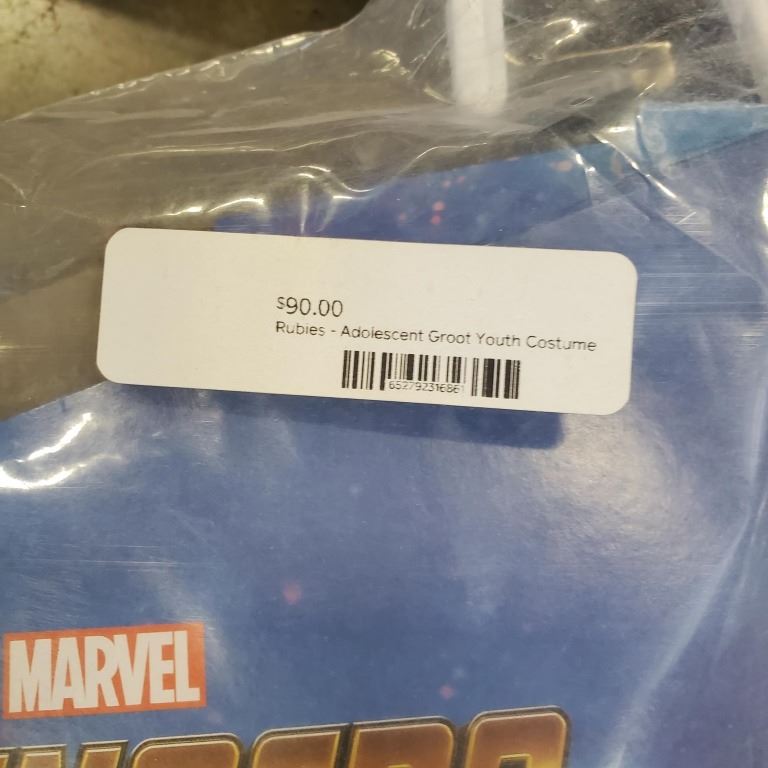 $90.00
Rubies - Adolescent Groot Youth Costume
652792316861
MARVEL